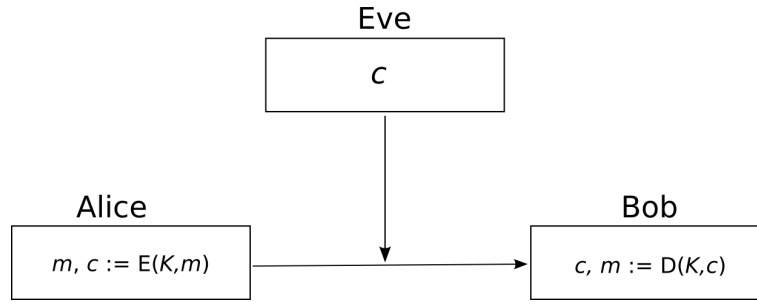 Eve
c
Alice
Bob
m, c := E(K,m)
c, m := D(K,c)